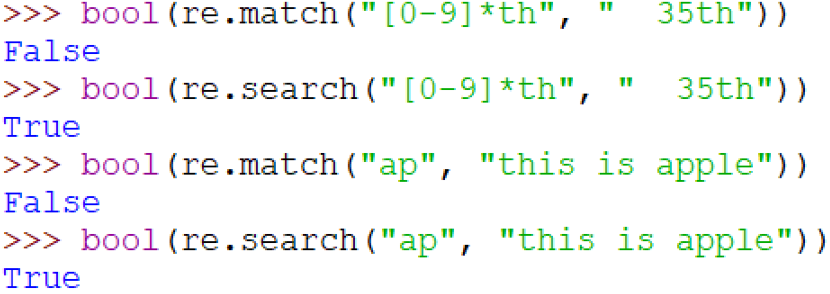 >>> bool(re.match("[0-9]*th", "  35th"))
False
>>> bool(re.search("[0-9]*th", "  35th"))
True
>>> bool(re.match("ap", "this is apple"))
False
>>> bool(re.search("ap", "this is apple"))
True